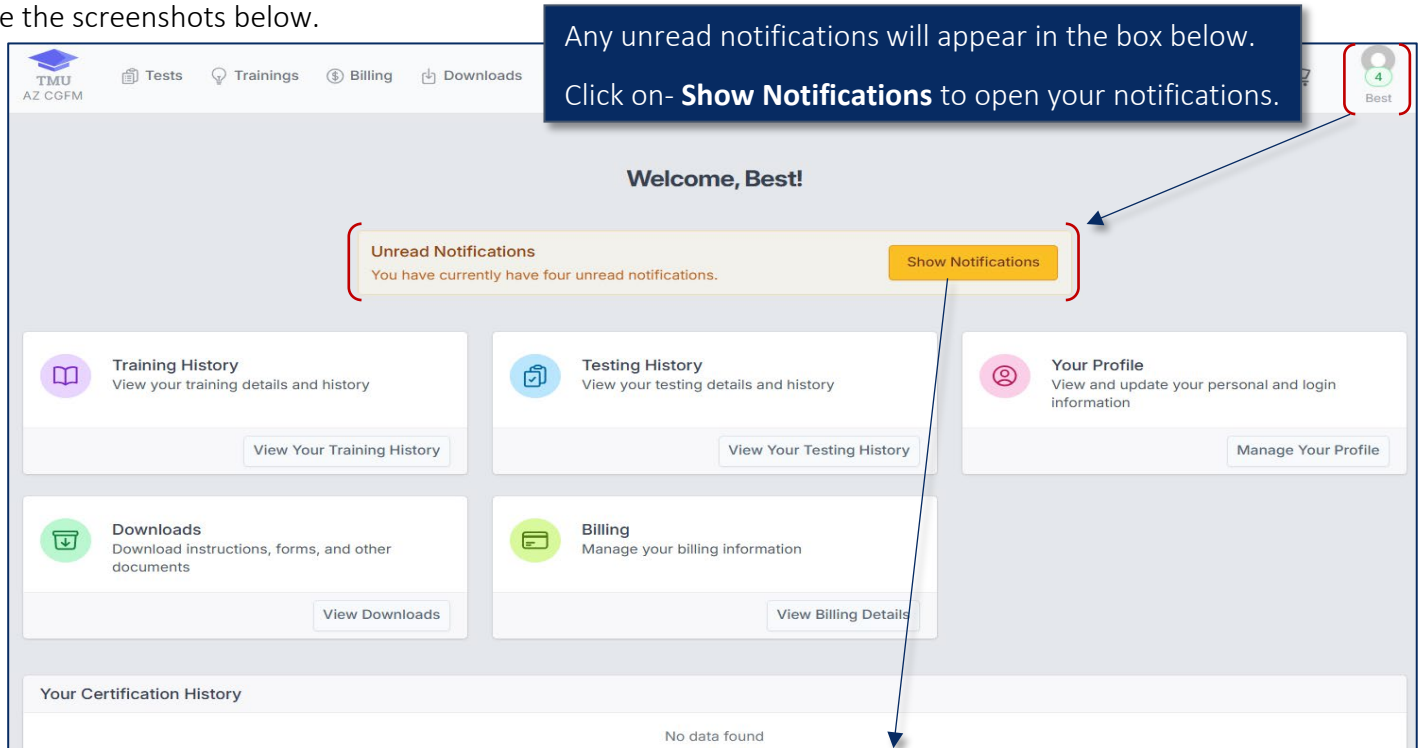 e the screenshots below.
Any unread notifications will appear in the box below.
Click on- Show Notifications to open your notifications.
TMU
AZ CGFM
Tests
Trainings
Billing
Downloads
4
Best
Welcome, Best!
Unread Notifications
You have currently have four unread notifications.
Show Notifications
Training History
View your training details and history
View Your Training History
Testing History
View your testing details and history
View Your Testing History
Your Profile
View and update your personal and login
information
Manage Your Profile
Downloads
Download instructions, forms, and other
documents
View Downloads
Billing
Manage your billing information
View Billing Details
Your Certification History
No data found